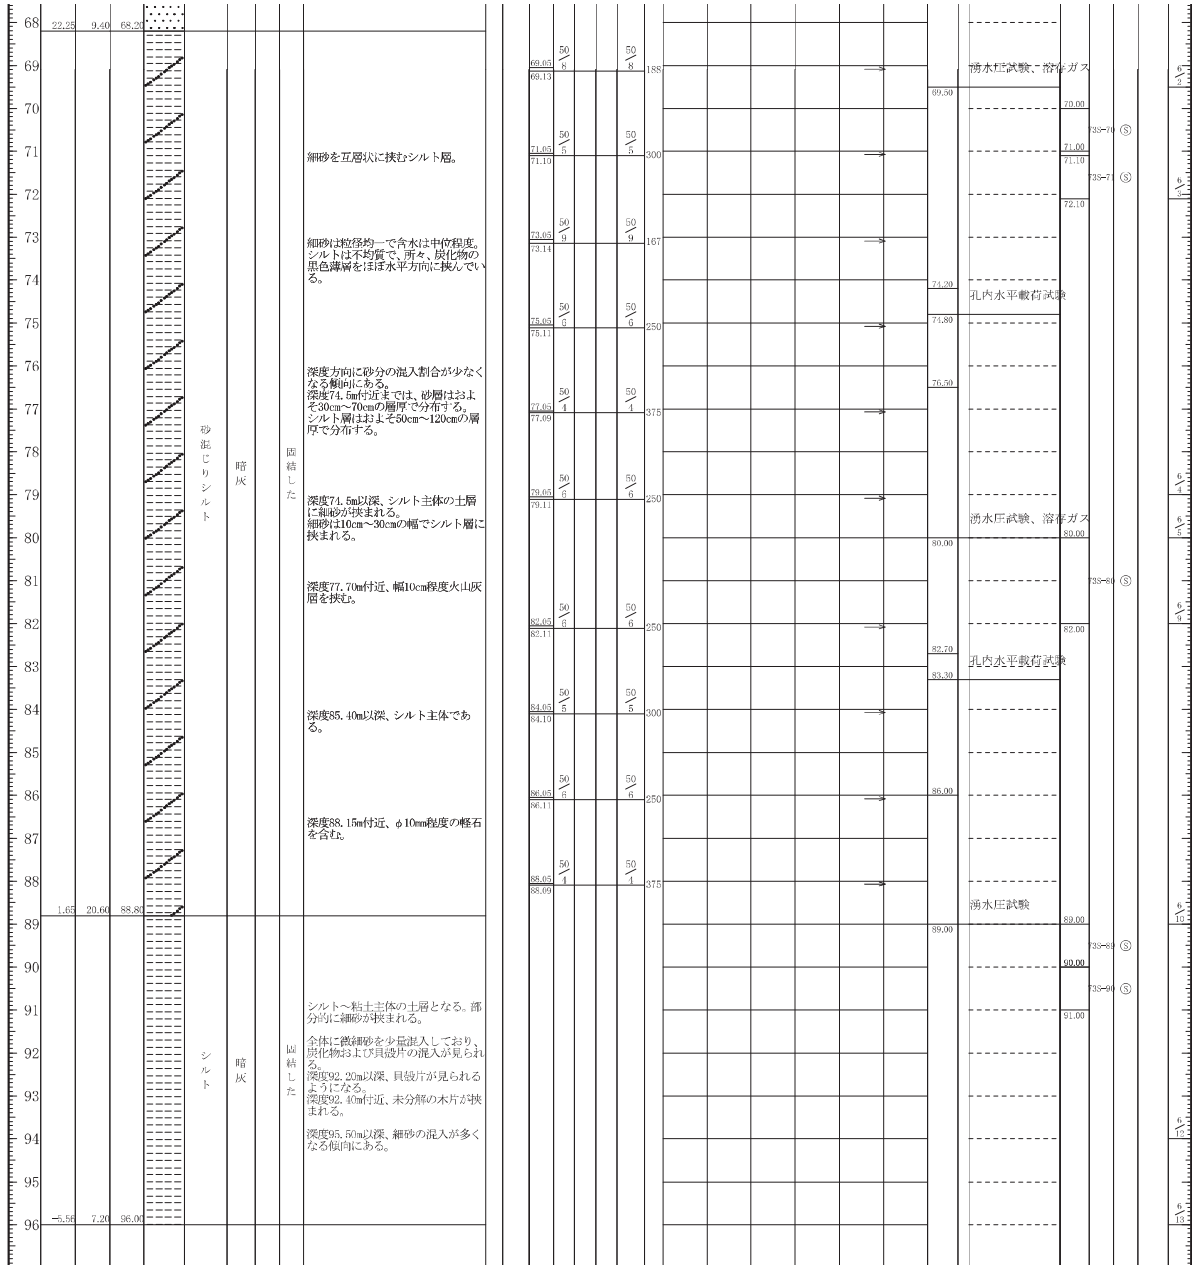 68 22.25 9.40 68.20
69
70
71
72
73
74
75
76
77
78
79
80
81
82
83
84
85
86
87
88
1.65 20.60 88.80
89
90
91
92
93
94
95
-5.56 7.20 96.00
96
砂混じりシルト
暗灰
固結した
細砂を互層状に挟むシルト層。
細砂は粒径均一で含水は中位程度。
シルトは不均質で、所々、炭化物の
黒色薄層をほぼ水平方向に挟んでい
る。
深度方向に砂分の混入割合が少なく
なる傾向にある。
深度74.5m付近までは、砂層はおよ
そ30cm～70cmの層厚で分布する。
シルト層はおよそ50cm～120cmの層
厚で分布する。
深度74.5m以深、シルト主体の土層
に細砂が挟まれる。
細砂は10cm～30cmの幅でシルト層に
挟まれる。
深度77.70m付近、幅10cm程度火山灰
層を挟む。
深度85.40m以深、シルト主体であ
る。
深度88.15m付近、φ10mm程度の軽石
を含む。
シルト
暗灰
固結した
シルト～粘土主体の土層となる。部
分的に細砂が挟まれる。
全体に微細砂を少量混入しており、
炭化物および貝殻片の混入が見られ
る。
深度92.20m以深、貝殻片が見られる
ようになる。
深度92.40m付近、未分解の木片が挟
まれる。
深度95.50m以深、細砂の混入が多く
なる傾向にある。
69.05 69.13 50/8 50/8 188
71.05 71.10 50/5 50/5 300
73.05 73.14 50/9 50/9 167
75.05 75.11 50/6 50/6 250
77.05 77.09 50/4 50/4 375
79.05 79.11 50/6 50/6 250
82.05 82.11 50/6 50/6 250
84.05 84.10 50/5 50/5 300
86.05 86.11 50/6 50/6 250
88.05 88.09 50/4 50/4 375
湧水圧試験、溶存ガス
69.50
74.20
孔内水平載荷試験
74.80
76.50
湧水圧試験、溶存ガス
80.00
82.70
孔内水平載荷試験
83.30
86.00
湧水圧試験
89.00
70.00
73S-70 Ⓢ
71.00
71.10
73S-71 Ⓢ
72.10
80.00
73S-80 Ⓢ
82.00
89.00
73S-89 Ⓢ
90.00
73S-90 Ⓢ
91.00
6/2
6/3
6/4
6/5
6/9
6/10
6/12
6/13